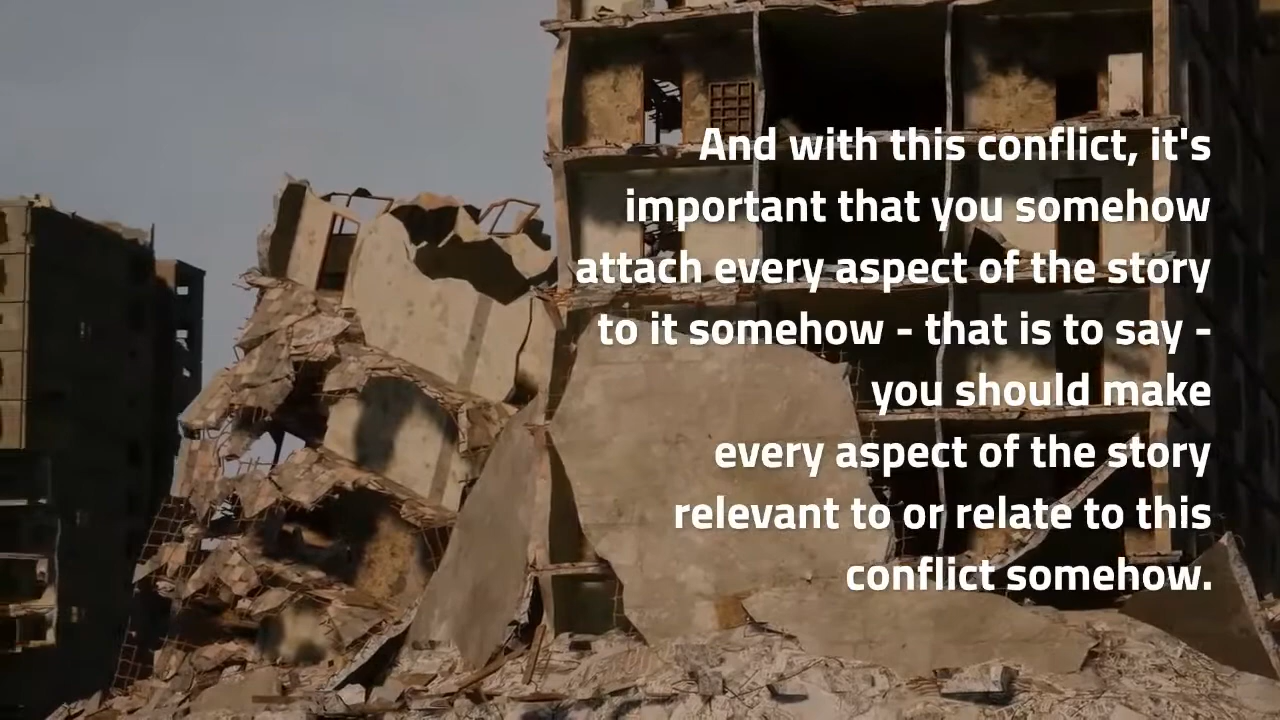 And with this conflict, it's
important that you somehow
attach every aspect of the story
to it somehow - that is to say -
you should make
every aspect of the story
relevant to or relate to this
conflict somehow.